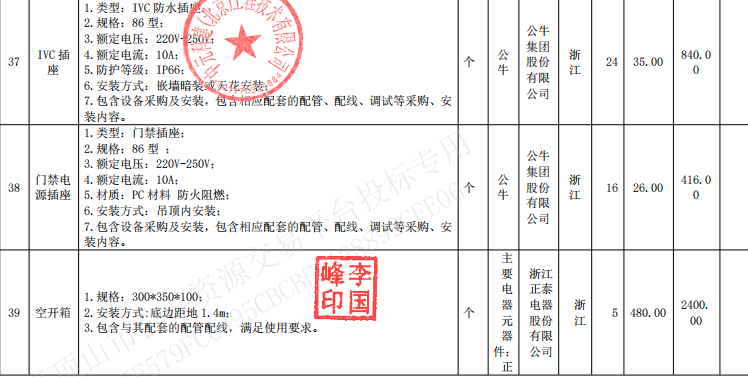 37
IVC 插座
1.类型: IVC 防水插座;
2.规格: 86 型;
3.额定电压: 220V-250V;
4.额定电流: 10A;
5.防护等级: IP66;
6.安装方式: 嵌墙暗装或天花安装;
7.包含设备采购及安装, 包含相应配套的配管、配线、调试等采购、安
装内容。
个
公牛
公牛集团股份有限公司
浙江
24
35.00
840.00
38
门禁电源插座
1.类型: 门禁插座;
2.规格: 86 型 ;
3.额定电压: 220V-250V;
4.额定电流: 10A;
5.材质: PC 材料 防火阻燃;
6.安装方式: 吊顶内安装;
7.包含设备采购及安装, 包含相应配套的配管、配线、调试等采购、安
装内容。
个
公牛
公牛集团股份有限公司
浙江
16
26.00
416.00
39
空开箱
1.规格: 300*350*100;
2.安装方式:底边距地 1.4m;
3.包含与其配套的配管配线, 满足使用要求。
个
主要电器元器件: 正
浙江正泰电器股份有限公司
浙江
5
480.00
2400.00
李国峰印